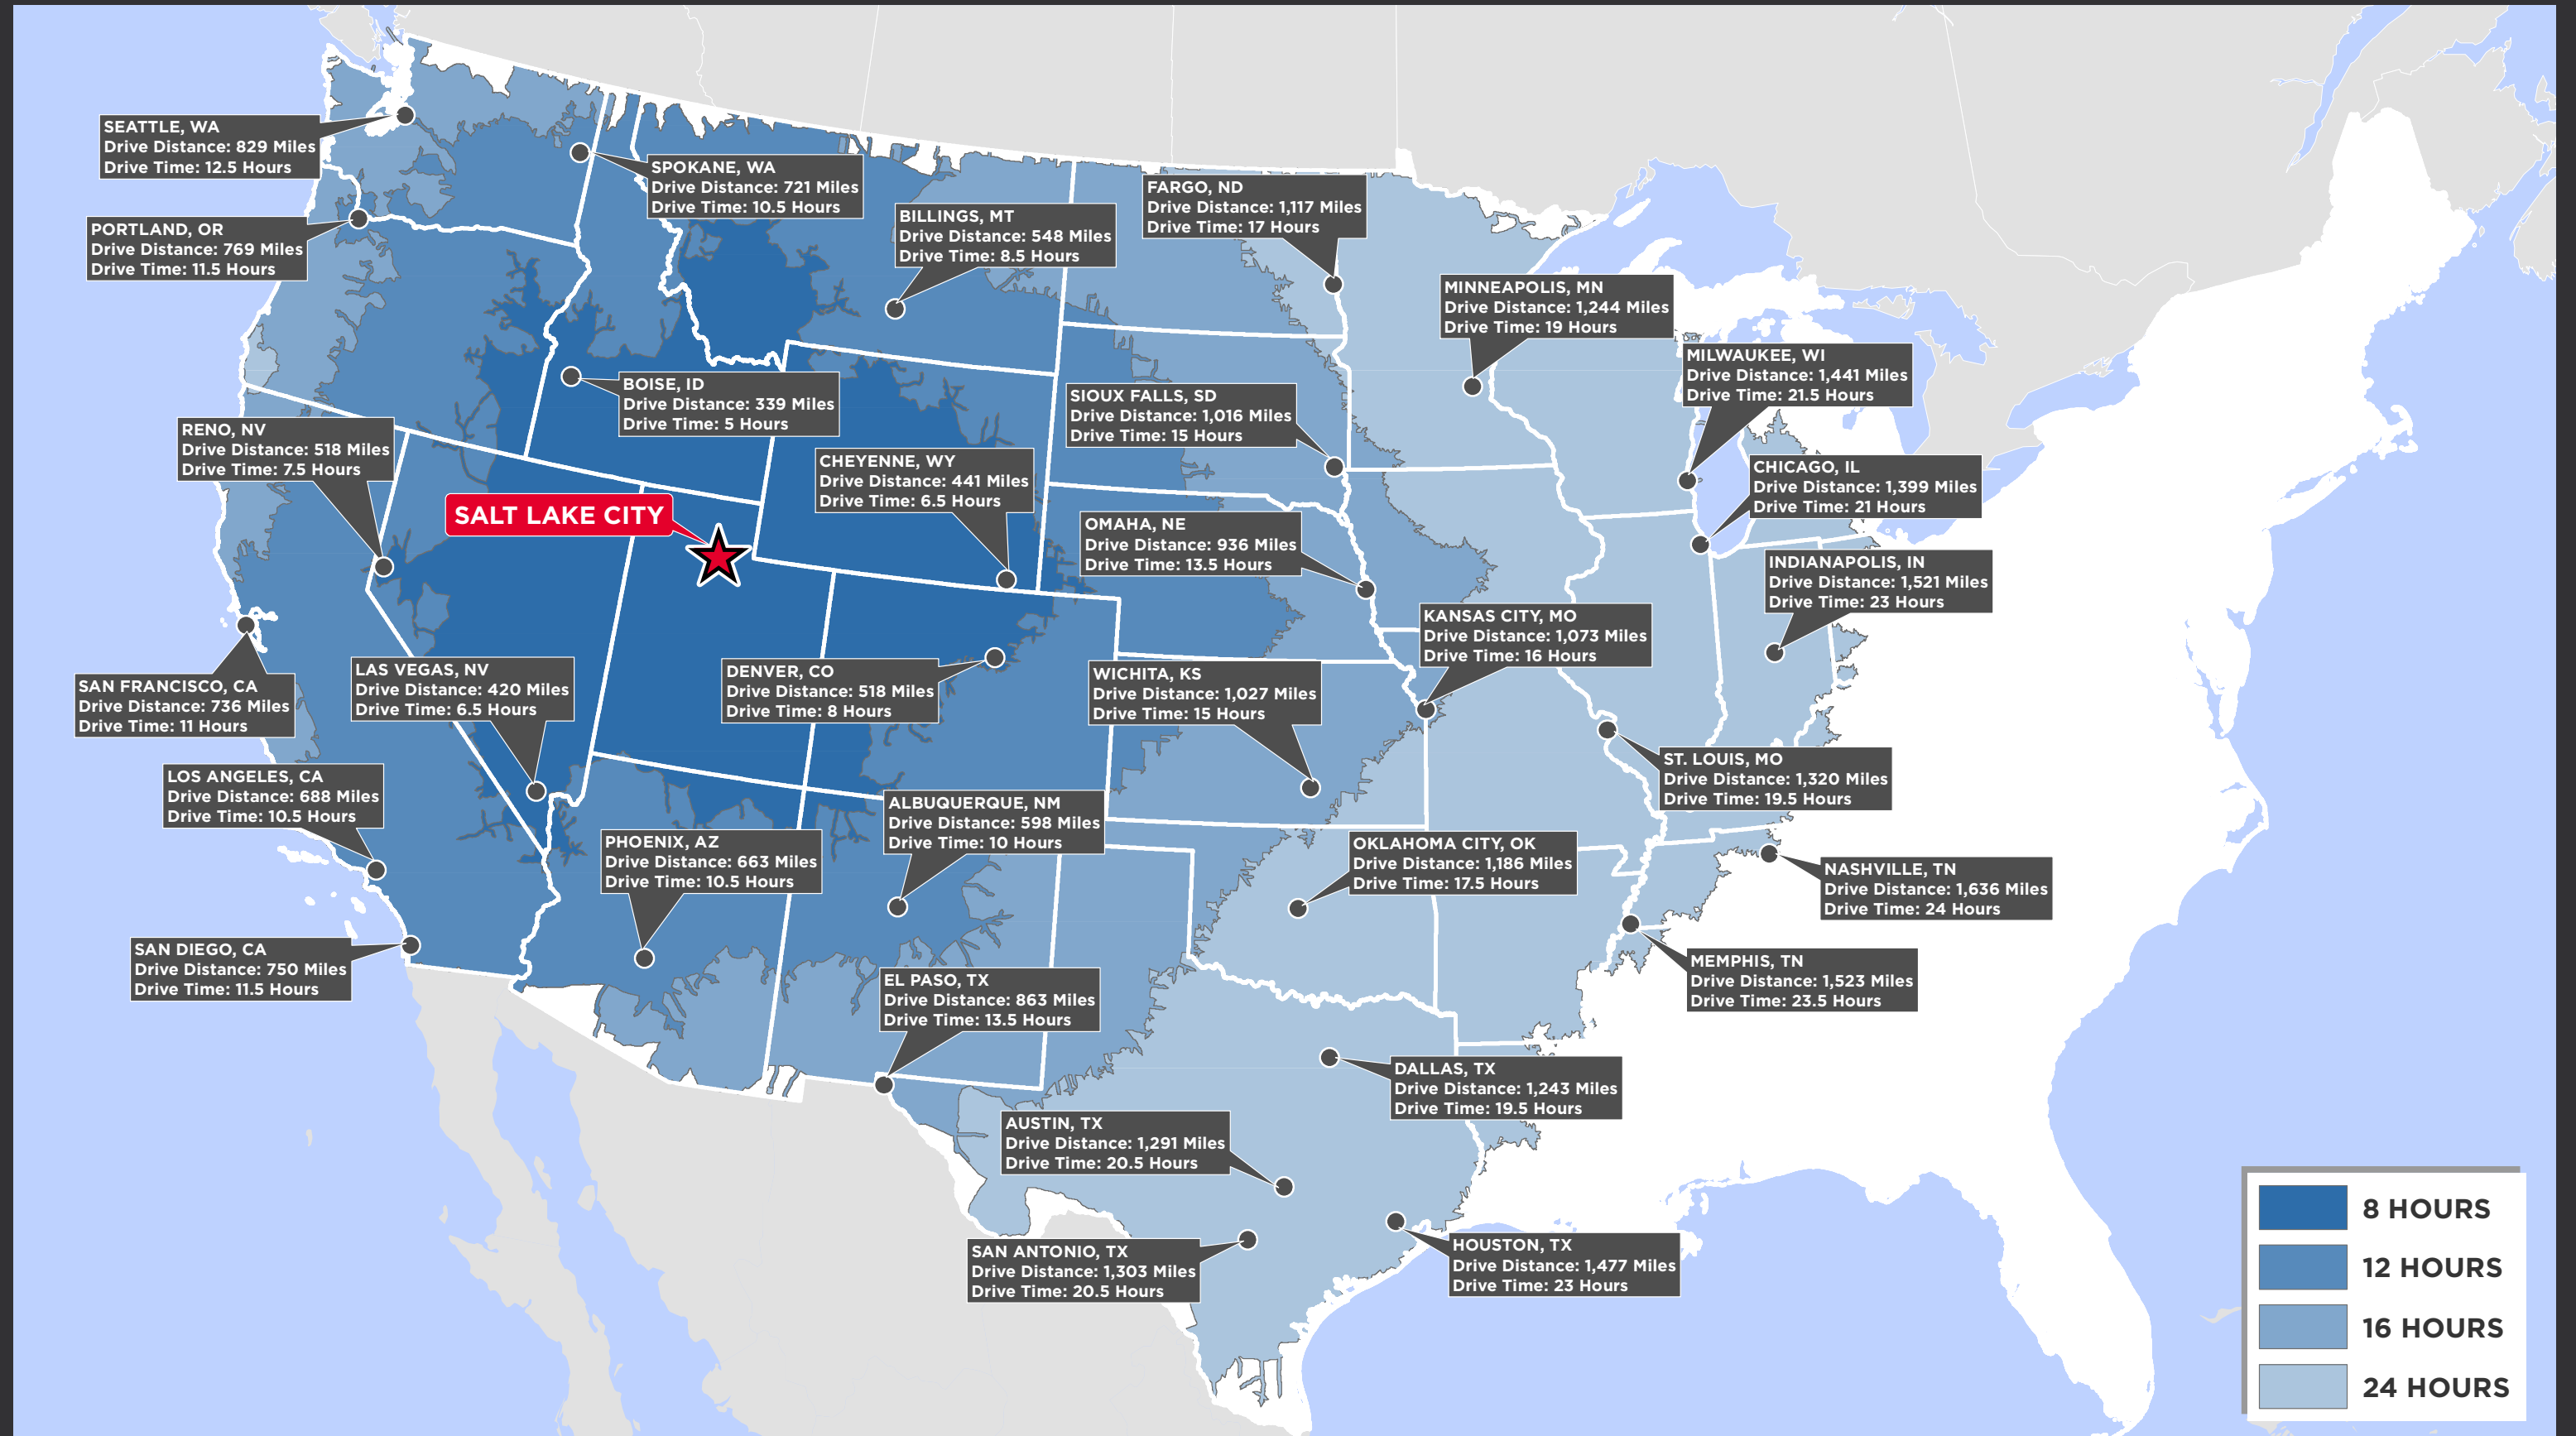 SEATTLE, WA
Drive Distance: 829 Miles
Drive Time: 12.5 Hours
SPOKANE, WA
Drive Distance: 721 Miles
Drive Time: 10.5 Hours
PORTLAND, OR
Drive Distance: 769 Miles
Drive Time: 11.5 Hours
BILLINGS, MT
Drive Distance: 548 Miles
Drive Time: 8.5 Hours
FARGO, ND
Drive Distance: 1,117 Miles
Drive Time: 17 Hours
MINNEAPOLIS, MN
Drive Distance: 1,244 Miles
Drive Time: 19 Hours
MILWAUKEE, WI
Drive Distance: 1,441 Miles
Drive Time: 21.5 Hours
BOISE, ID
Drive Distance: 339 Miles
Drive Time: 5 Hours
SIOUX FALLS, SD
Drive Distance: 1,016 Miles
Drive Time: 15 Hours
RENO, NV
Drive Distance: 518 Miles
Drive Time: 7.5 Hours
CHEYENNE, WY
Drive Distance: 441 Miles
Drive Time: 6.5 Hours
CHICAGO, IL
Drive Distance: 1,399 Miles
Drive Time: 21 Hours
SALT LAKE CITY
OMAHA, NE
Drive Distance: 936 Miles
Drive Time: 13.5 Hours
INDIANAPOLIS, IN
Drive Distance: 1,521 Miles
Drive Time: 23 Hours
KANSAS CITY, MO
Drive Distance: 1,073 Miles
Drive Time: 16 Hours
SAN FRANCISCO, CA
Drive Distance: 736 Miles
Drive Time: 11 Hours
LAS VEGAS, NV
Drive Distance: 420 Miles
Drive Time: 6.5 Hours
DENVER, CO
Drive Distance: 518 Miles
Drive Time: 8 Hours
WICHITA, KS
Drive Distance: 1,027 Miles
Drive Time: 15 Hours
ST. LOUIS, MO
Drive Distance: 1,320 Miles
Drive Time: 19.5 Hours
LOS ANGELES, CA
Drive Distance: 688 Miles
Drive Time: 10.5 Hours
ALBUQUERQUE, NM
Drive Distance: 598 Miles
Drive Time: 10 Hours
PHOENIX, AZ
Drive Distance: 663 Miles
Drive Time: 10.5 Hours
OKLAHOMA CITY, OK
Drive Distance: 1,186 Miles
Drive Time: 17.5 Hours
NASHVILLE, TN
Drive Distance: 1,636 Miles
Drive Time: 24 Hours
SAN DIEGO, CA
Drive Distance: 750 Miles
Drive Time: 11.5 Hours
EL PASO, TX
Drive Distance: 863 Miles
Drive Time: 13.5 Hours
MEMPHIS, TN
Drive Distance: 1,523 Miles
Drive Time: 23.5 Hours
DALLAS, TX
Drive Distance: 1,243 Miles
Drive Time: 19.5 Hours
AUSTIN, TX
Drive Distance: 1,291 Miles
Drive Time: 20.5 Hours
SAN ANTONIO, TX
Drive Distance: 1,303 Miles
Drive Time: 20.5 Hours
HOUSTON, TX
Drive Distance: 1,477 Miles
Drive Time: 23 Hours
8 HOURS
12 HOURS
16 HOURS
24 HOURS